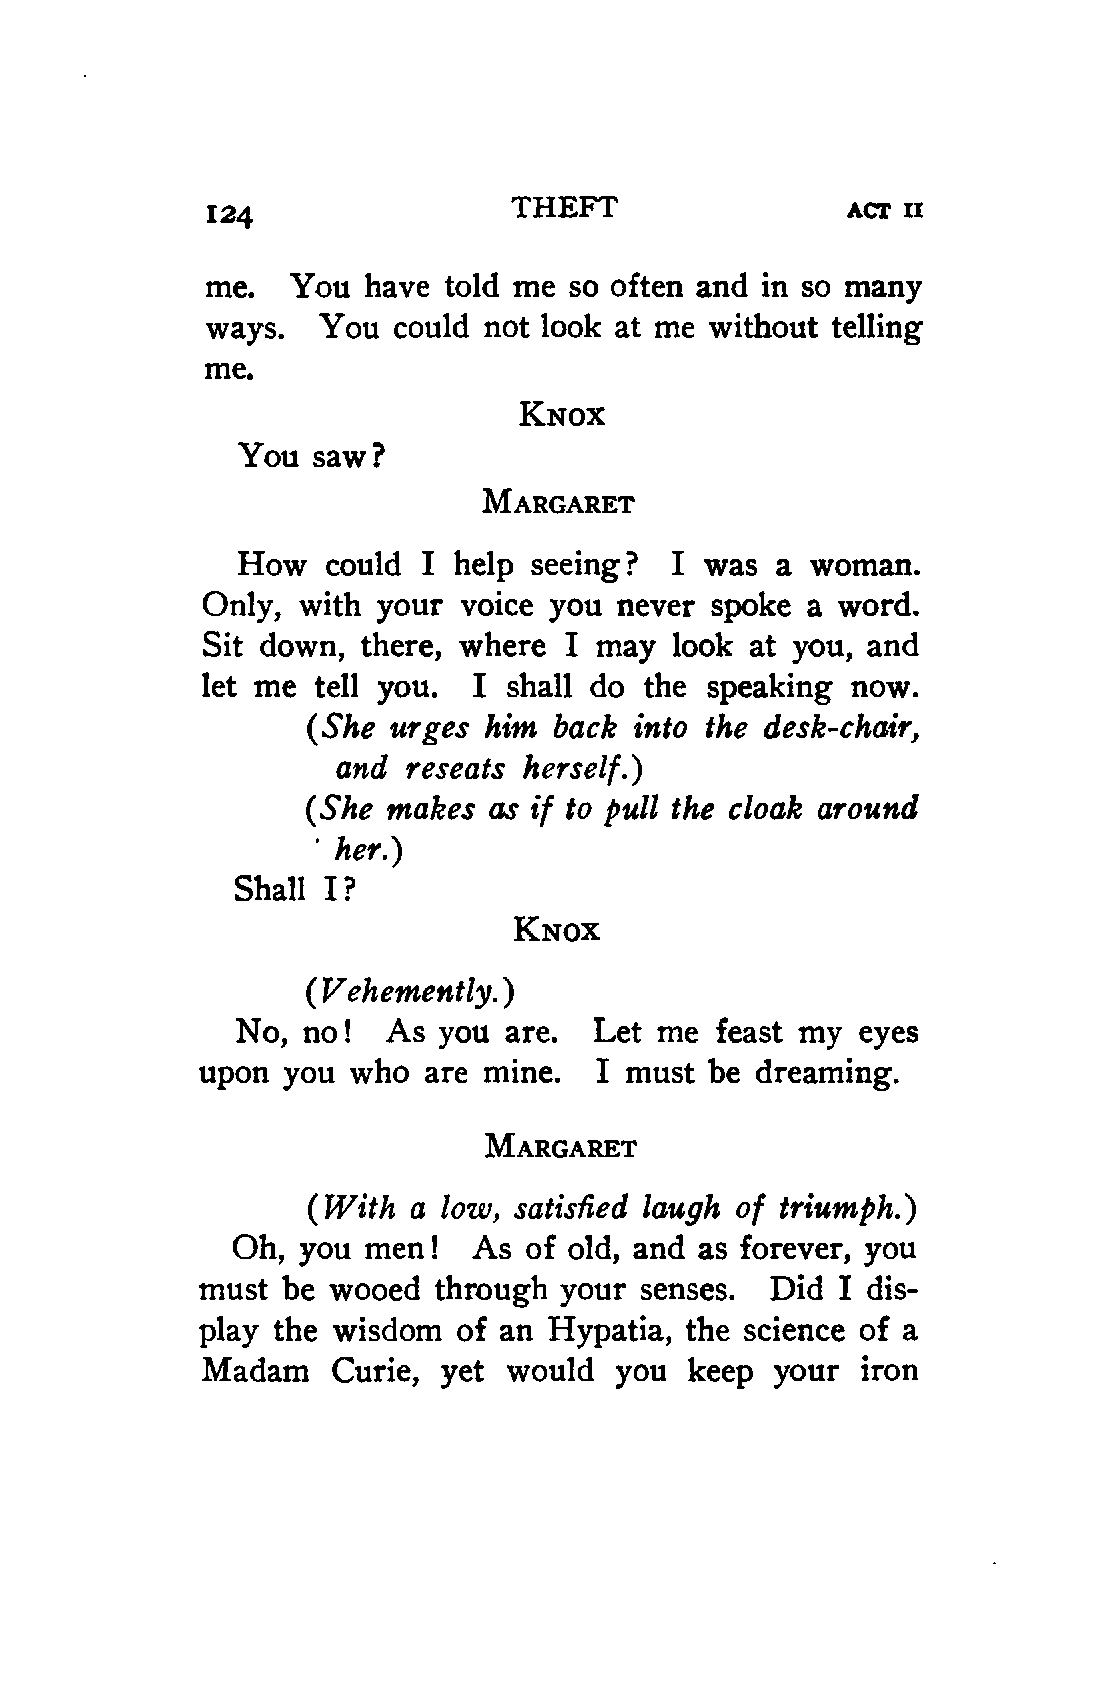 124 THEFT ACT II
me. You have told me so often and in so many
ways. You could not look at me without telling
me.
KNOX
You saw?
MARGARET
How could I help seeing? I was a woman.
Only, with your voice you never spoke a word.
Sit down, there, where I may look at you, and
let me tell you. I shall do the speaking now.
(She urges him back into the desk-chair,
and reseats herself.)
(She makes as if to pull the cloak around
her.)
Shall I?
KNOX
(Vehemently.)
No, no! As you are. Let me feast my eyes
upon you who are mine. I must be dreaming.
MARGARET
(With a low, satisfied laugh of triumph.)
Oh, you men! As of old, and as forever, you
must be wooed through your senses. Did I dis-
play the wisdom of an Hypatia, the science of a
Madam Curie, yet would you keep your iron